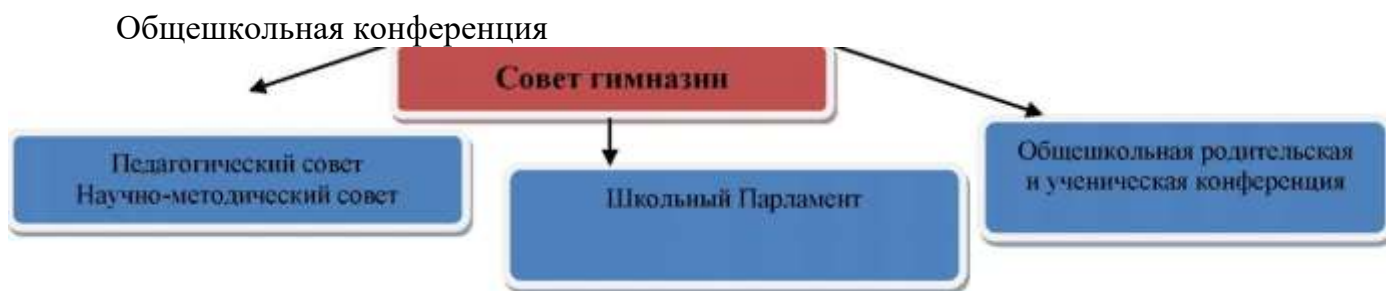 Общешкольная конференция
Совет гимназии
Педагогический совет
Научно-методический совет
Школьный Парламент
Общешкольная родительская
и ученическая конференция